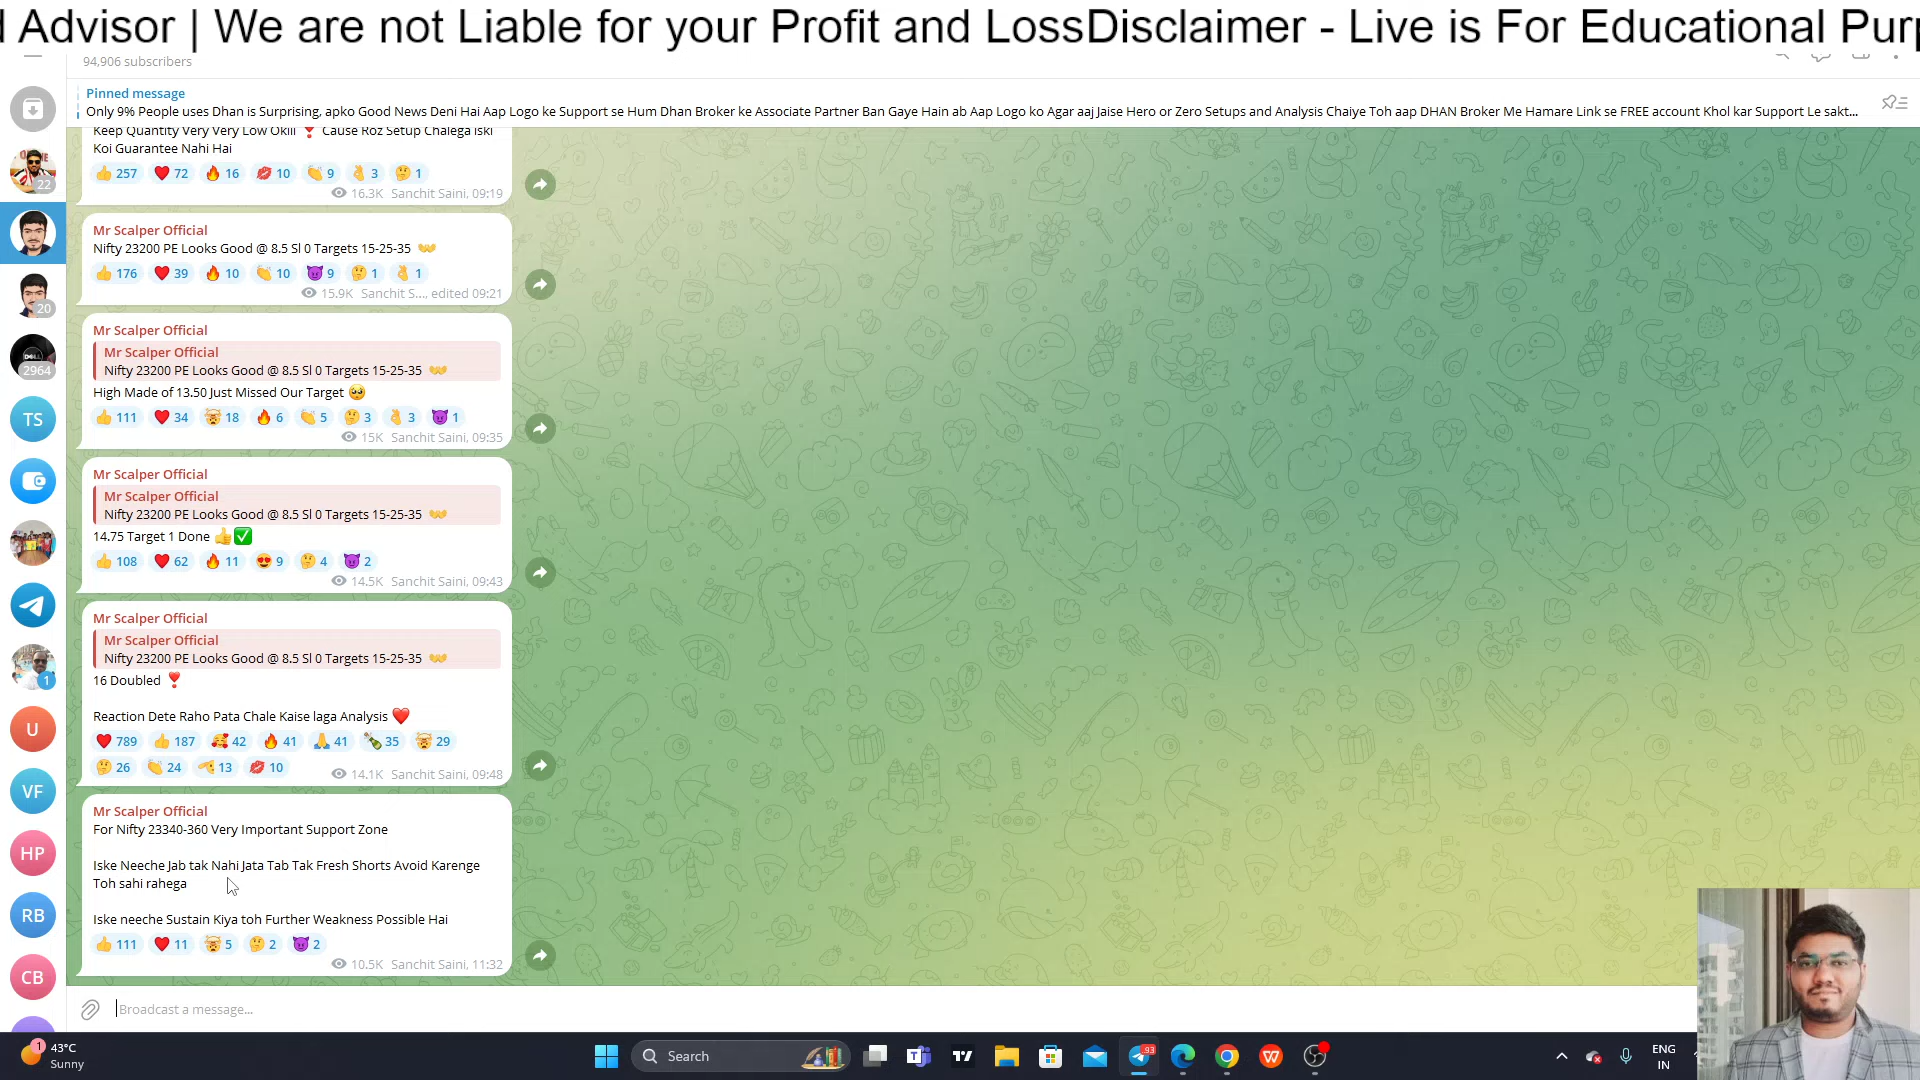 d Advisor | We are not Liable for your Profit and LossDisclaimer - Live is For Educational Purp
94,906 subscribers
Pinned message
Only 9% People uses Dhan is Surprising, apko Good News Deni Hai Aap Logo ke Support se Hum Dhan Broker ke Associate Partner Ban Gaye Hain ab Aap Logo ko Agar aaj Jaise Hero or Zero Setups and Analysis Chaiye Toh aap DHAN Broker Me Hamare Link se FREE account Khol kar Support Le sakt...
Keep Quantity Very Very Low Okiii ❣️ Cause Roz Setup Chalega iski
Koi Guarantee Nahi Hai
👍 257 ❤️ 72 🔥 16 💋 10 👏 9 🤞 3 🤔 1
16.3K Sanchit Saini, 09:19
Mr Scalper Official
Nifty 23200 PE Looks Good @ 8.5 Sl 0 Targets 15-25-35 👐
👍 176 ❤️ 39 🔥 10 👏 10 😈 9 🤔 1 🤞 1
15.9K Sanchit S..., edited 09:21
Mr Scalper Official
Mr Scalper Official
Nifty 23200 PE Looks Good @ 8.5 Sl 0 Targets 15-25-35 👐
High Made of 13.50 Just Missed Our Target 🥺
👍 111 ❤️ 34 🤯 18 🔥 6 👏 5 🤔 3 🤞 3 😈 1
15K Sanchit Saini, 09:35
Mr Scalper Official
Mr Scalper Official
Nifty 23200 PE Looks Good @ 8.5 Sl 0 Targets 15-25-35 👐
14.75 Target 1 Done 👍✅
👍 108 ❤️ 62 🔥 11 😍 9 🤔 4 😈 2
14.5K Sanchit Saini, 09:43
Mr Scalper Official
Mr Scalper Official
Nifty 23200 PE Looks Good @ 8.5 Sl 0 Targets 15-25-35 👐
16 Doubled ❣️
Reaction Dete Raho Pata Chale Kaise laga Analysis ❤️
❤️ 789 👍 187 🥰 42 🔥 41 🙏 41 🍾 35 🤯 29
🤔 26 👏 24 🫡 13 💋 10
14.1K Sanchit Saini, 09:48
Mr Scalper Official
For Nifty 23340-360 Very Important Support Zone
Iske Neeche Jab tak Nahi Jata Tab Tak Fresh Shorts Avoid Karenge
Toh sahi rahega
Iske neeche Sustain Kiya toh Further Weakness Possible Hai
👍 111 ❤️ 11 🤯 5 🤔 2 😈 2
10.5K Sanchit Saini, 11:32
Broadcast a message...
22
20
DELL
2964
TS
1
U
VF
HP
RB
CB
1
43°C
Sunny
Search
93
ENG
IN